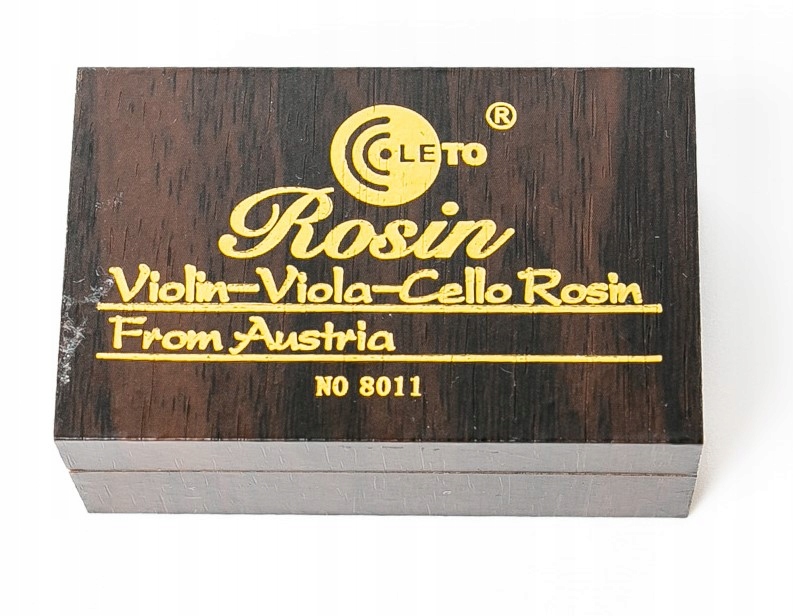 LETO ®
Rosin
Violin-Viola-Cello Rosin
From Austria
NO 8011